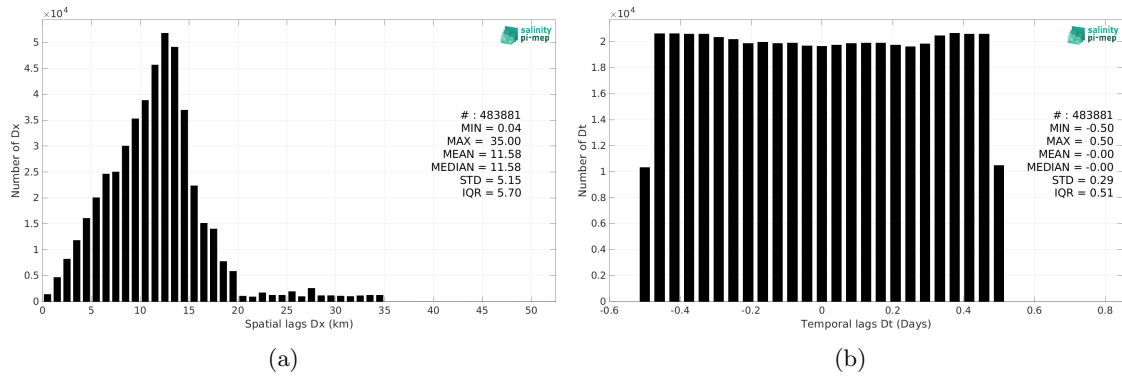 ×10⁴
5
4.5
4
3.5
3
2.5
2
1.5
1
0.5
0
Number of Dx
salinity
pi-mep
# : 483881
MIN = 0.04
MAX = 35.00
MEAN = 11.58
MEDIAN = 11.58
STD = 5.15
IQR = 5.70
0 5 10 15 20 25 30 35 40 45 50
Spatial lags Dx (km)
(a)
×10⁴
2
1.8
1.6
1.4
1.2
1
0.8
0.6
0.4
0.2
0
Number of Dt
salinity
pi-mep
# : 483881
MIN = -0.50
MAX = 0.50
MEAN = -0.00
MEDIAN = -0.00
STD = 0.29
IQR = 0.51
-0.6 -0.4 -0.2 0 0.2 0.4 0.6 0.8
Temporal lags Dt (Days)
(b)